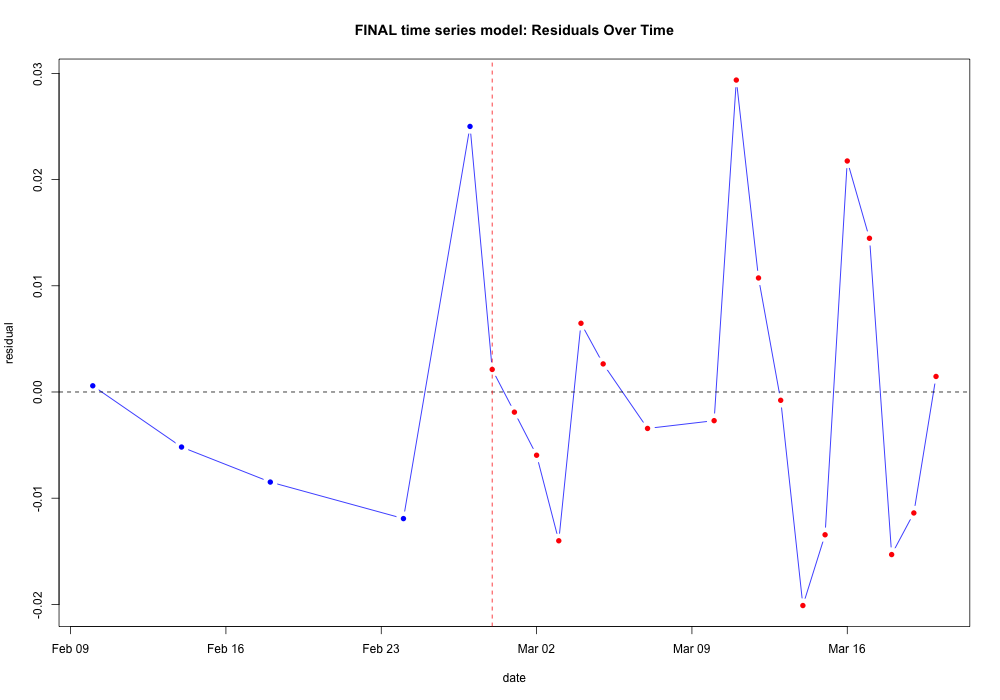 FINAL time series model: Residuals Over Time
residual
0.03
0.02
0.01
0.00
-0.01
-0.02
Feb 09 Feb 16 Feb 23 Mar 02 Mar 09 Mar 16
date